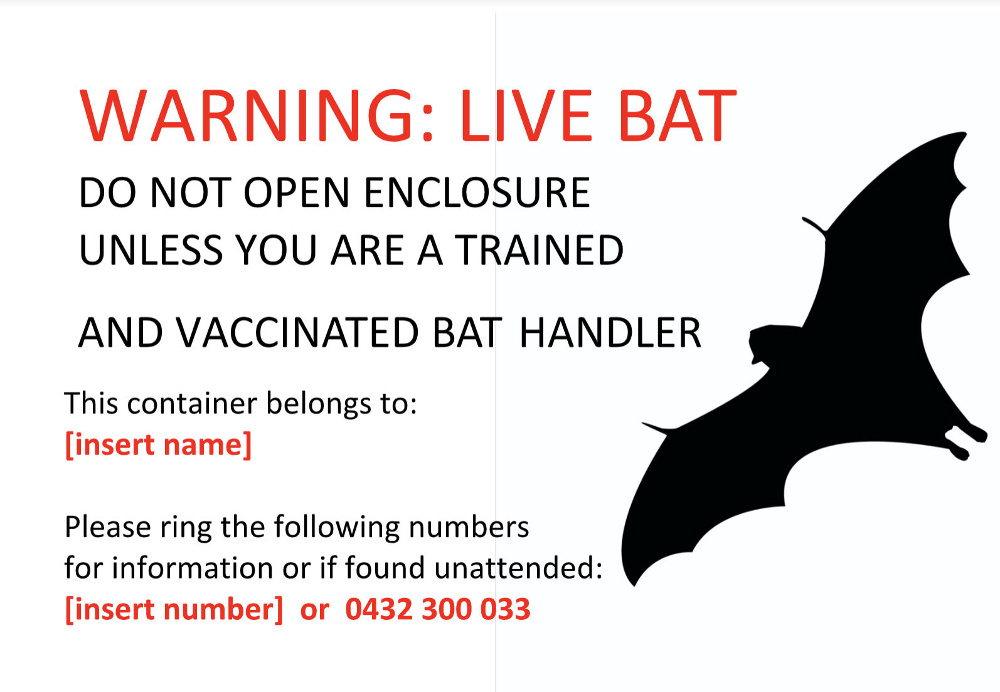 WARNING: LIVE BAT
DO NOT OPEN ENCLOSURE
UNLESS YOU ARE A TRAINED
AND VACCINATED BAT HANDLER
This container belongs to:
[insert name]
Please ring the following numbers
for information or if found unattended:
[insert number] or 0432 300 033